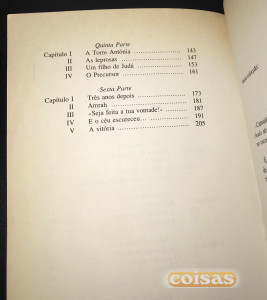 Quinta Parte
Capítulo I A Torre Antónia ..................... 143
II As leprosas ........................... 147
III Um filho de Judá .................... 153
IV O Precursor .......................... 161
Sexta Parte
Capítulo I Três anos depois .................... 173
II Amrah ................................ 181
III «Seja feita a tua vontade!» ........ 187
IV E o céu escureceu... ................ 191
V A vitória ............................. 205
coisas